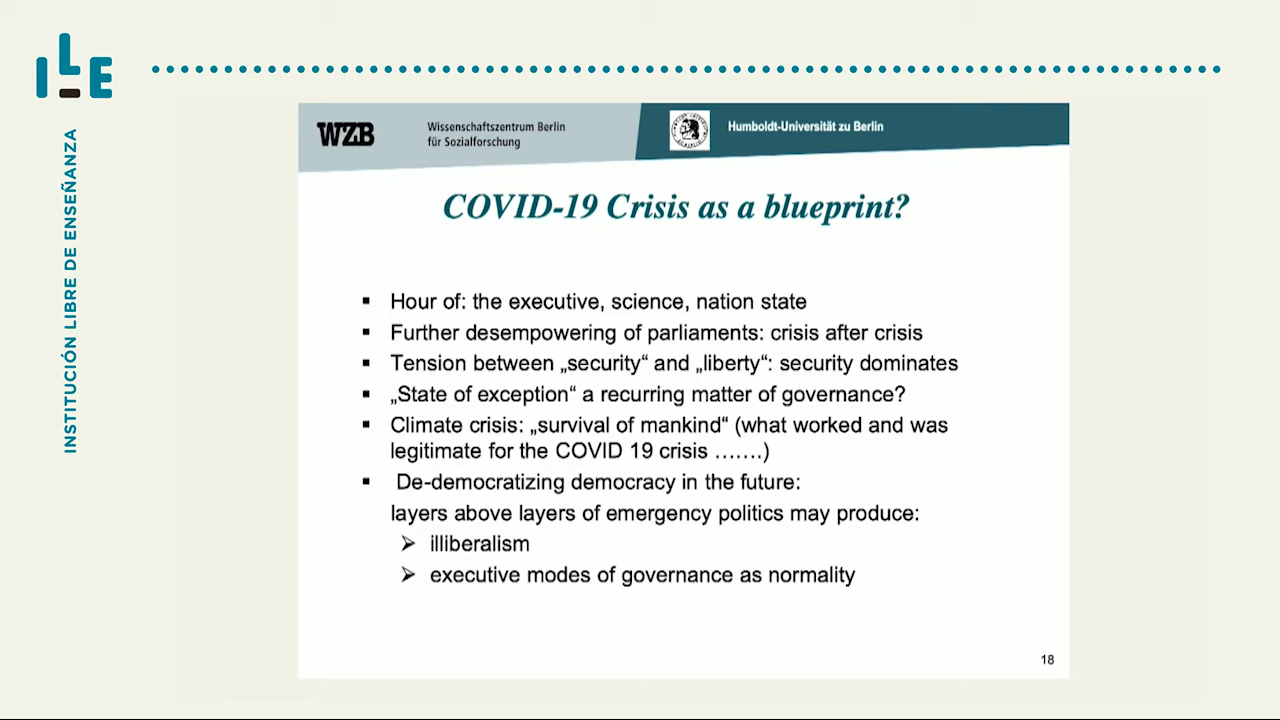 ILE
INSTITUCIÓN LIBRE DE ENSEÑANZA
WZB
Wissenschaftszentrum Berlin
für Sozialforschung
Humboldt-Universität zu Berlin
COVID-19 Crisis as a blueprint?
▪ Hour of: the executive, science, nation state
▪ Further desempowering of parliaments: crisis after crisis
▪ Tension between „security“ and „liberty“: security dominates
▪ „State of exception“ a recurring matter of governance?
▪ Climate crisis: „survival of mankind“ (what worked and was
legitimate for the COVID 19 crisis …….)
▪ De-democratizing democracy in the future:
layers above layers of emergency politics may produce:
➢ illiberalism
➢ executive modes of governance as normality
18